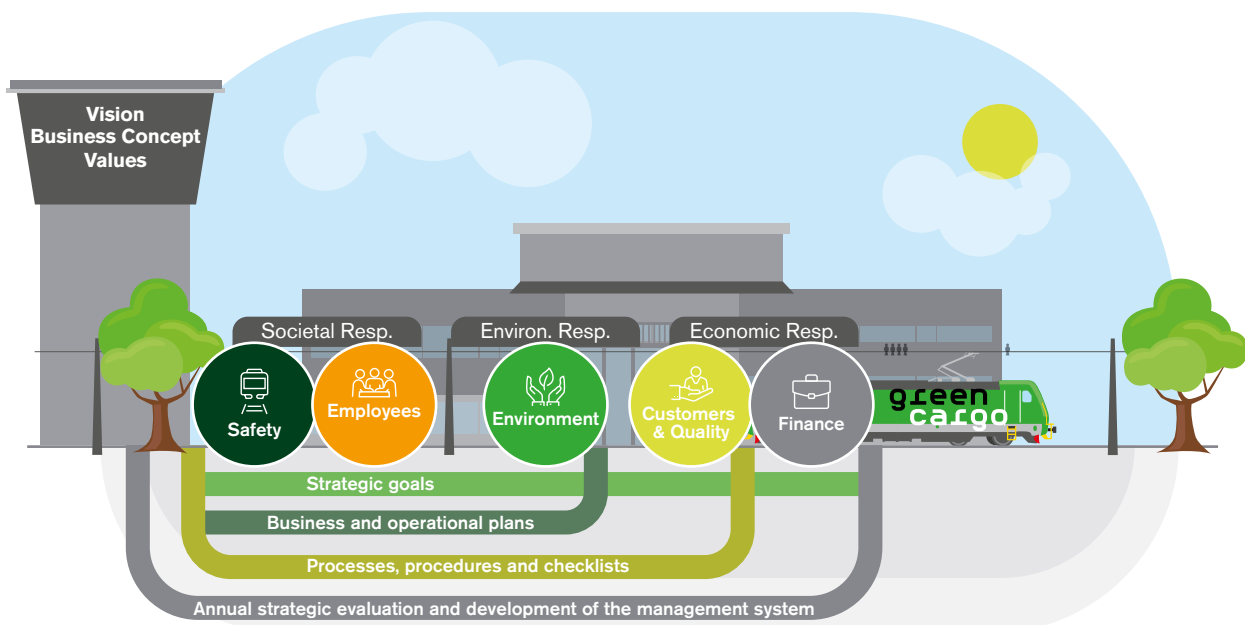 Vision
Business Concept
Values
Societal Resp.
Environ. Resp.
Economic Resp.
Safety
Employees
Environment
Customers
& Quality
Finance
green
cargo
Strategic goals
Business and operational plans
Processes, procedures and checklists
Annual strategic evaluation and development of the management system